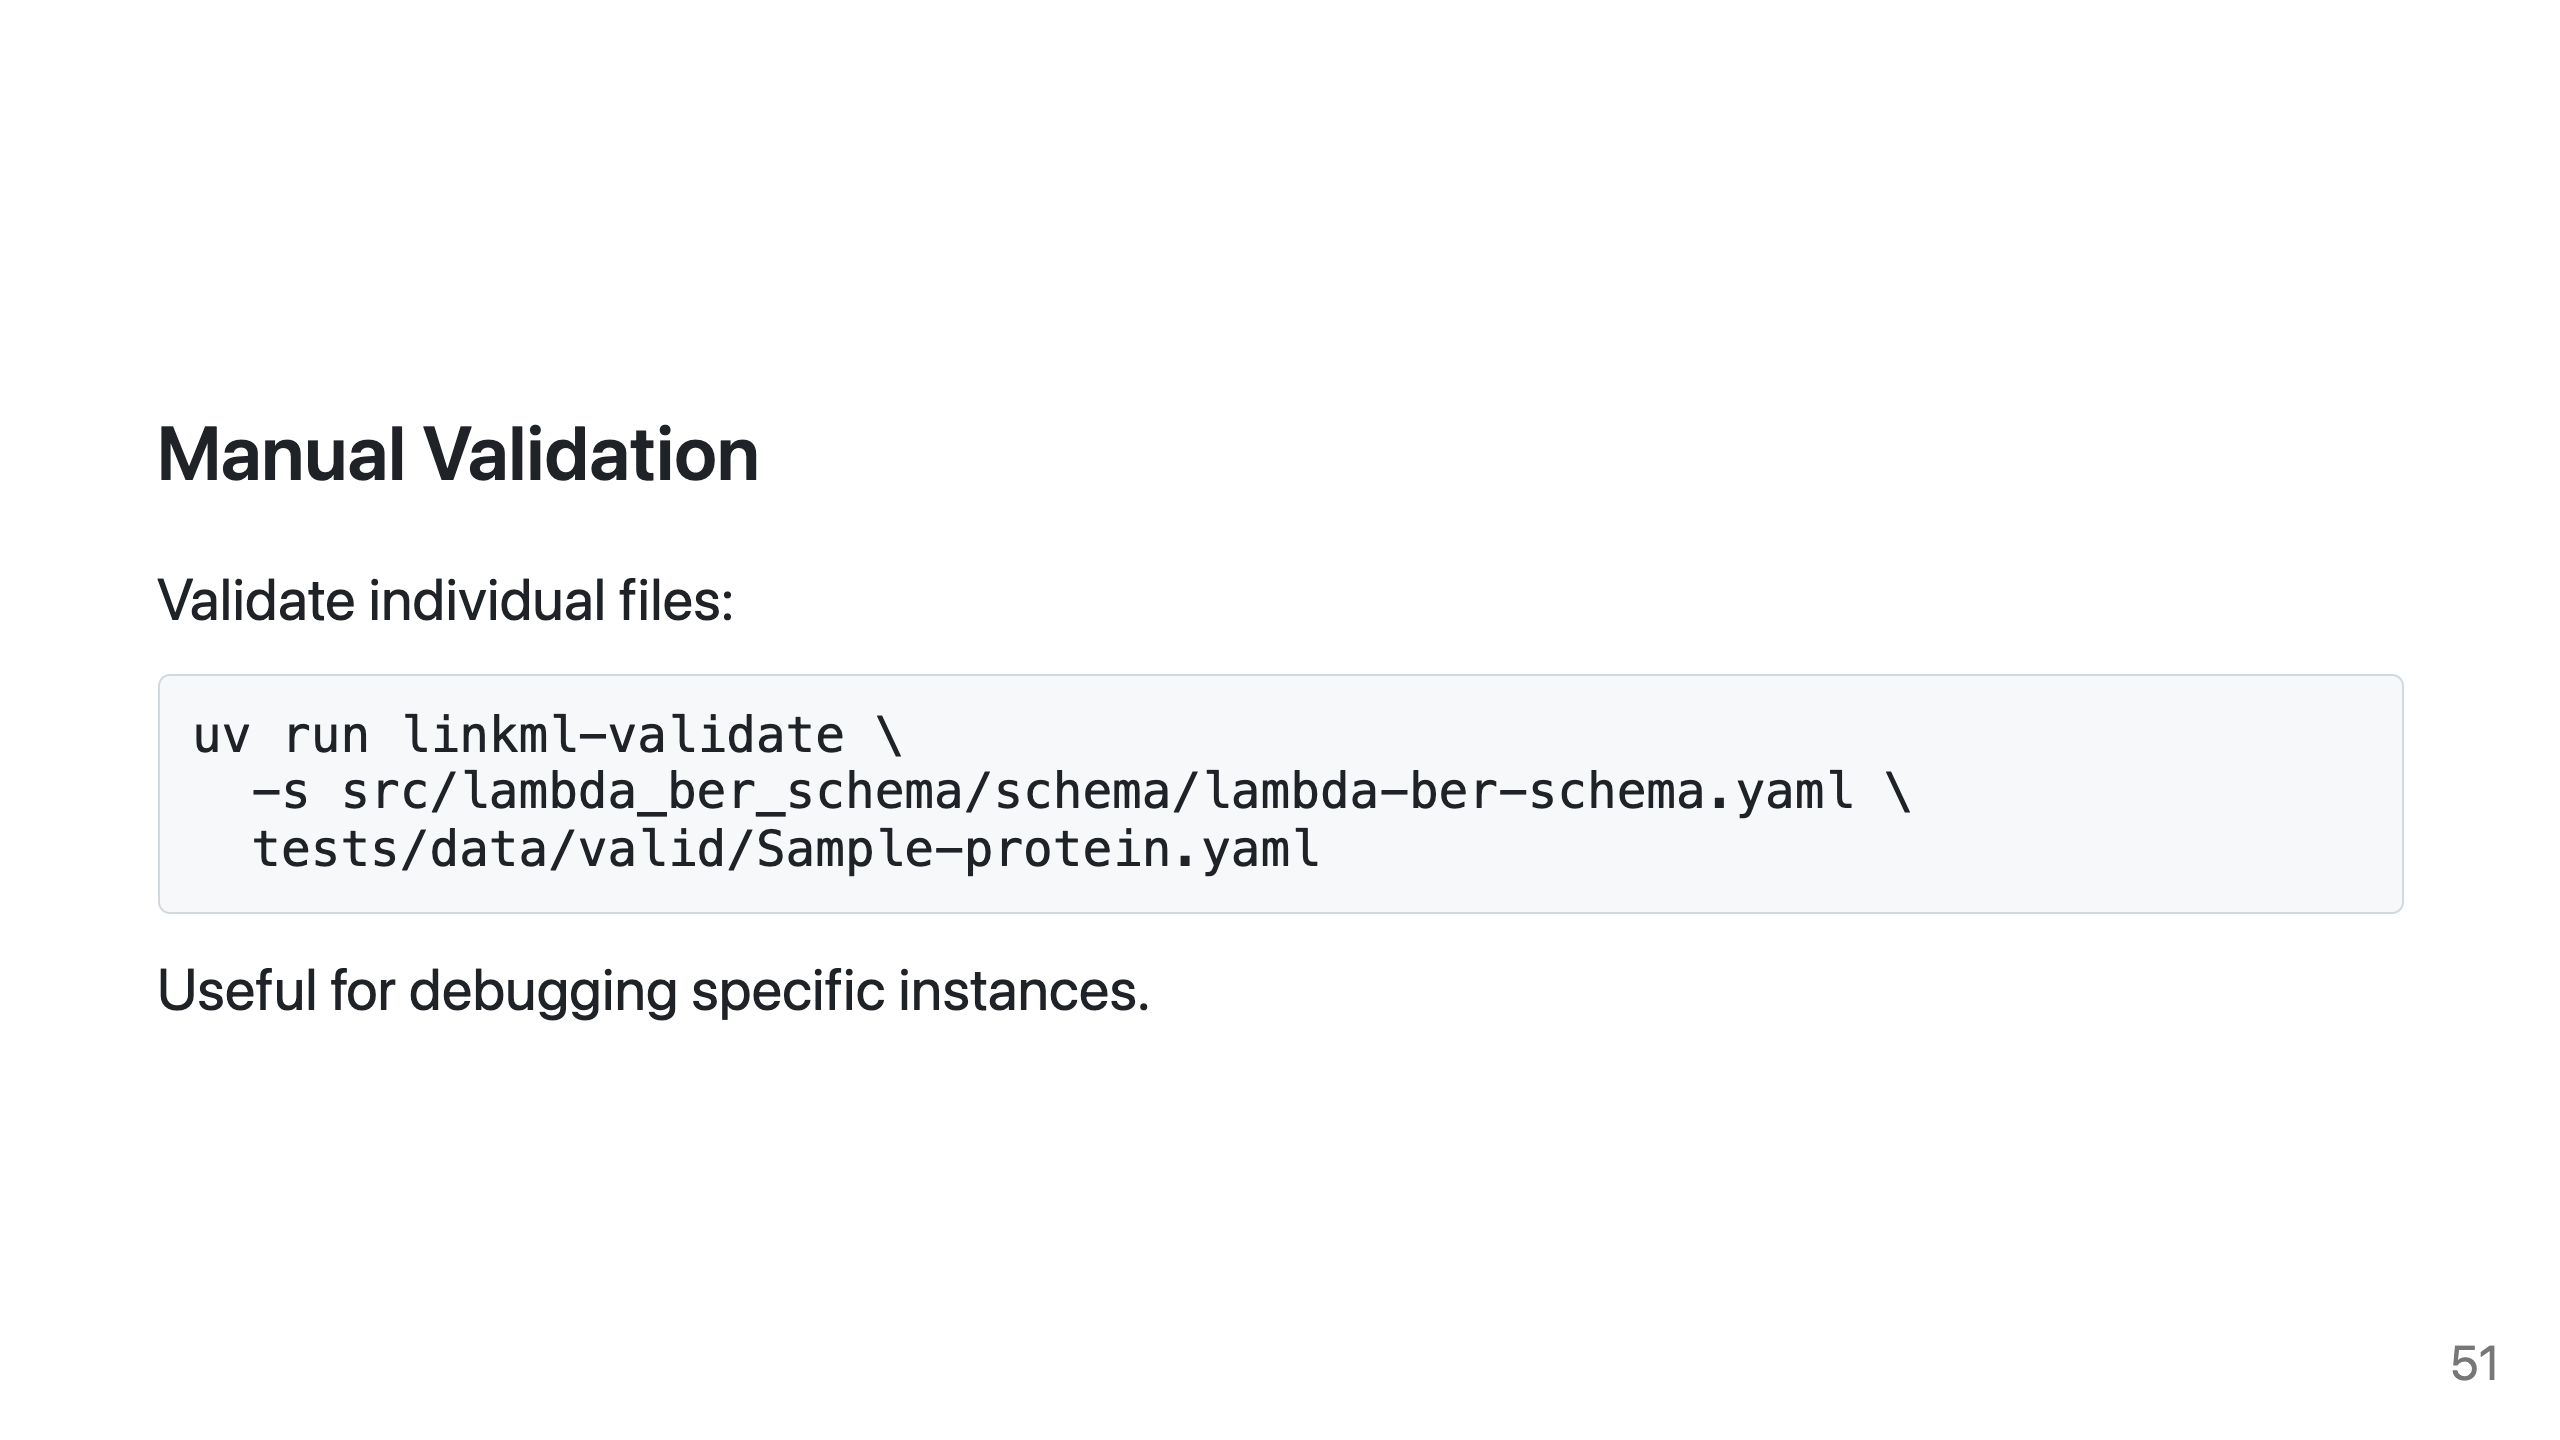 Manual Validation
Validate individual files:
uv run linkml-validate \
  -s src/lambda_ber_schema/schema/lambda-ber-schema.yaml \
  tests/data/valid/Sample-protein.yaml
Useful for debugging specific instances.
51